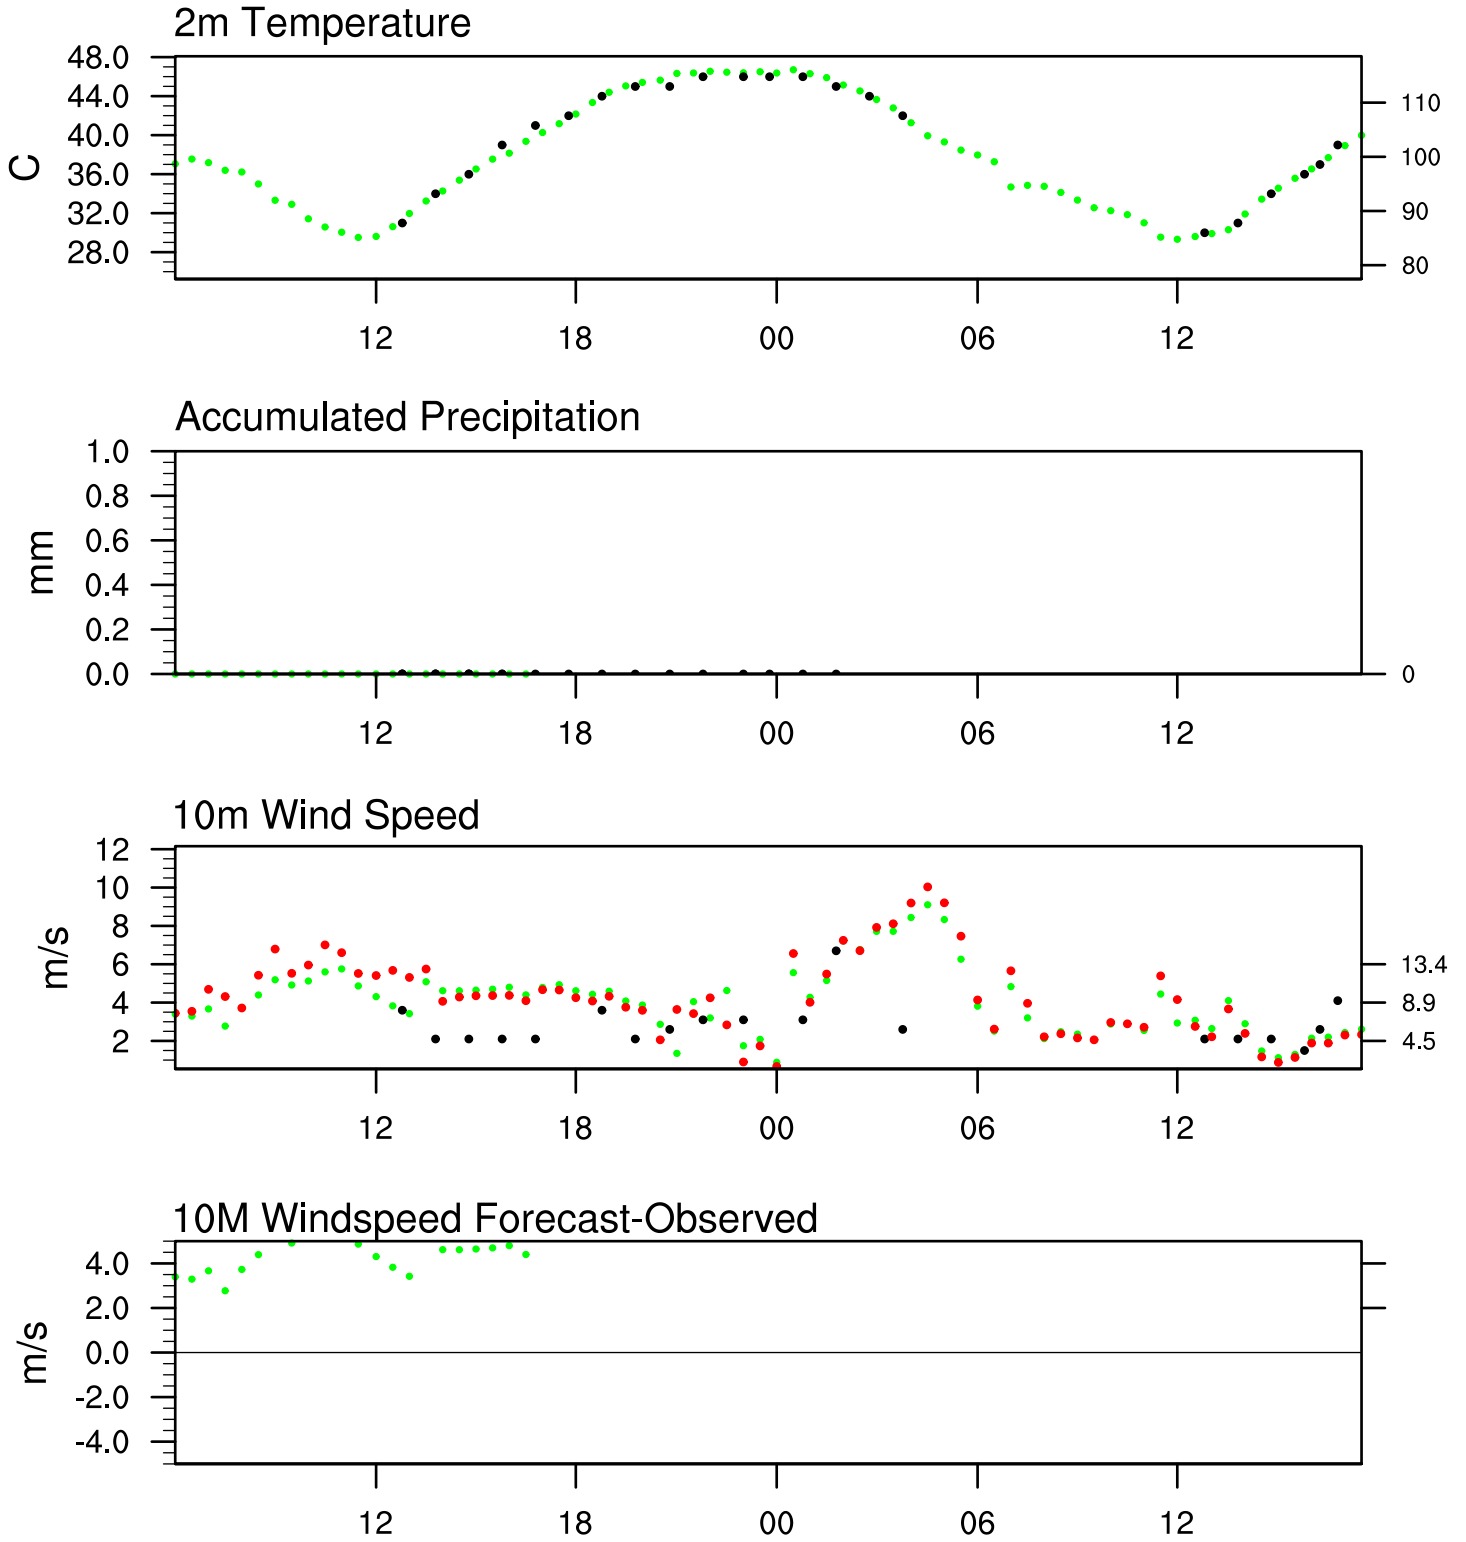 2m Temperature
48.0
44.0
40.0
36.0
32.0
28.0
C
110
100
90
80
12 18 00 06 12
Accumulated Precipitation
1.0
0.8
0.6
0.4
0.2
0.0
mm
0
12 18 00 06 12
10m Wind Speed
12
10
8
6
4
2
m/s
13.4
8.9
4.5
12 18 00 06 12
10M Windspeed Forecast-Observed
4.0
2.0
0.0
-2.0
-4.0
m/s
12 18 00 06 12